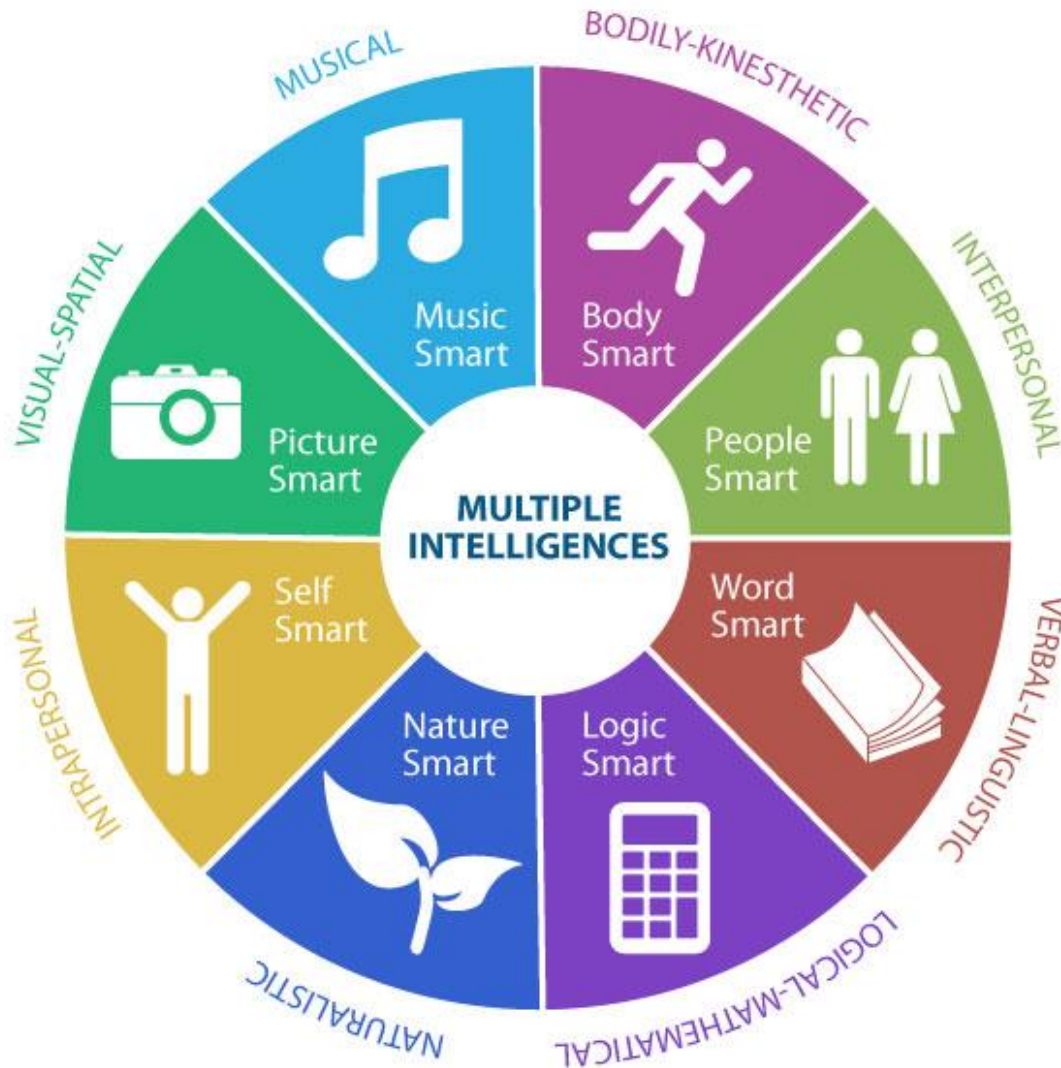 MUSICAL
BODILY-KINESTHETIC
VISUAL-SPATIAL
INTERPERSONAL
Music
Smart
Body
Smart
Picture
Smart
People
Smart
MULTIPLE
INTELLIGENCES
Self
Smart
Word
Smart
Nature
Smart
Logic
Smart
INTRAPERSONAL
VERBAL-LINGUISTIC
NATURALISTIC
LOGICAL-MATHEMATICAL